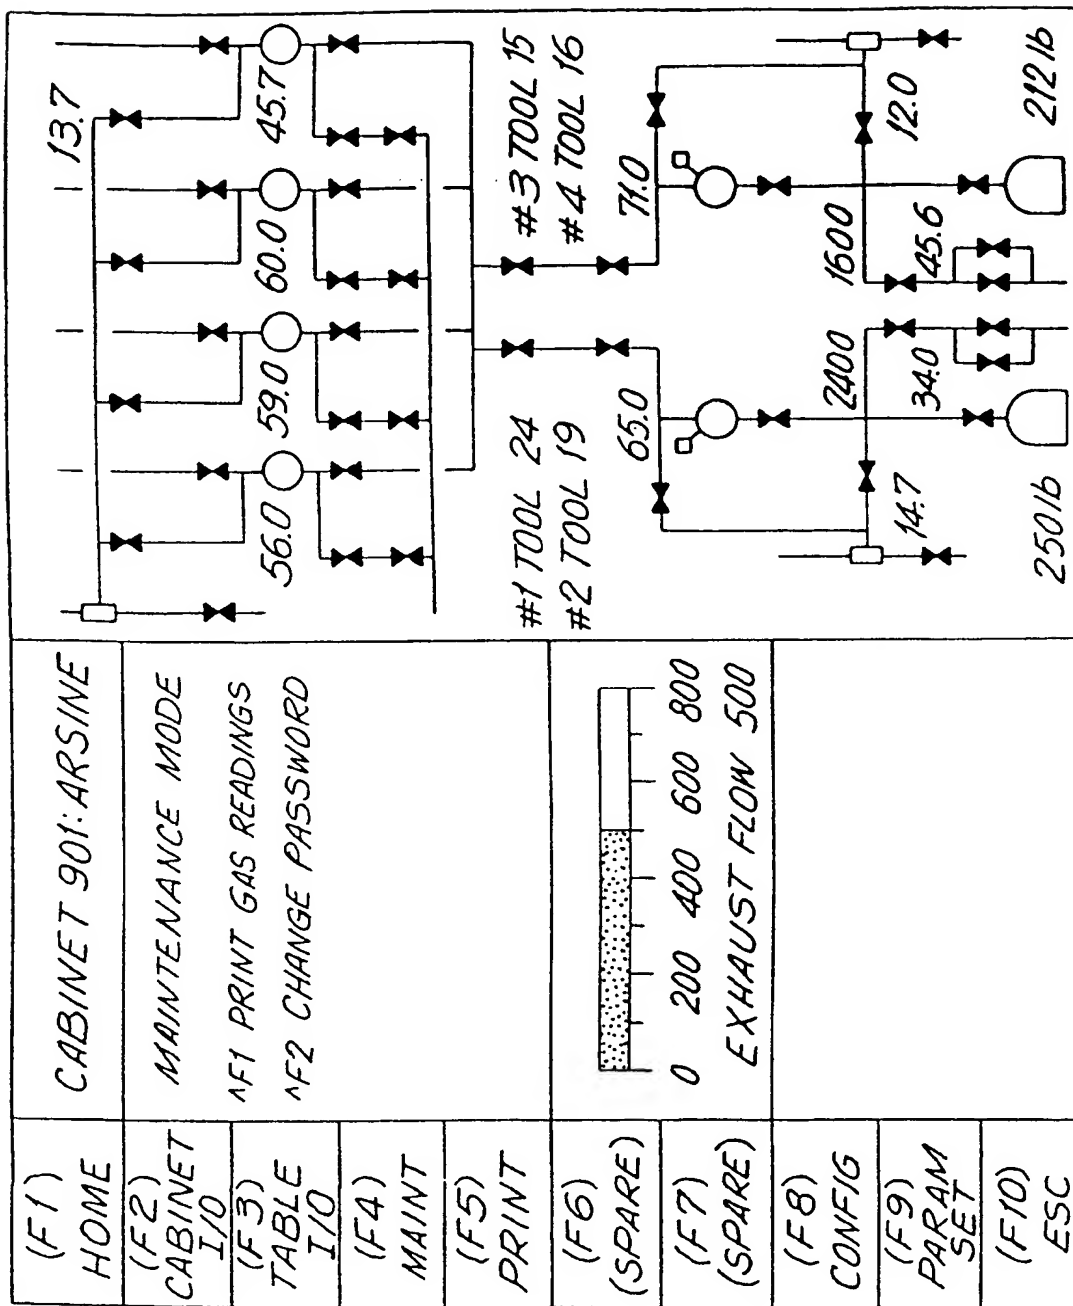 (F1)
HOME
(F2)
CABINET
I/O
(F3)
TABLE
I/O
(F4)
MAINT
(F5)
PRINT
(F6)
(SPARE)
(F7)
(SPARE)
(F8)
CONFIG
(F9)
PARAM
SET
(F10)
ESC
CABINET 901: ARSINE
MAINTENANCE MODE
^F1 PRINT GAS READINGS
^F2 CHANGE PASSWORD
0 200 400 600 800
EXHAUST FLOW 500
13.7
56.0 59.0 60.0 45.7
#1 TOOL 24
#2 TOOL 19
#3 TOOL 15
#4 TOOL 16
65.0 71.0
2400 1600
14.7 34.0 45.6 12.0
250 lb 212 lb